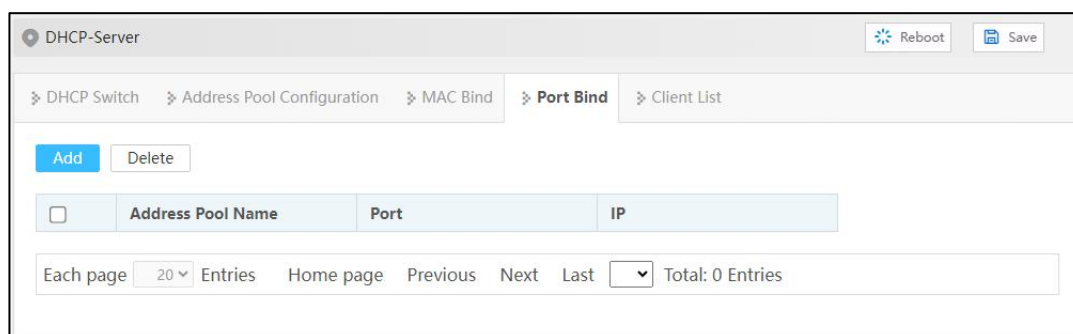 DHCP-Server Reboot Save
DHCP Switch Address Pool Configuration MAC Bind Port Bind Client List
Add Delete
Address Pool Name Port IP
Each page 20 Entries Home page Previous Next Last Total: 0 Entries